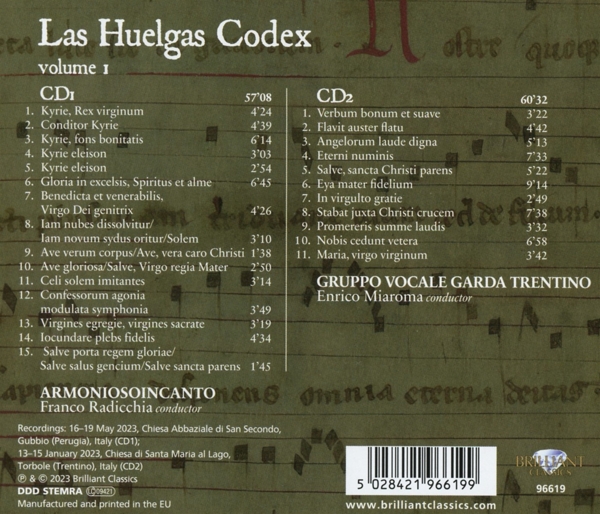 Las Huelgas Codex
volume 1
CD1 57'08
1. Kyrie, Rex virginum 4'24
2. Conditor Kyrie 4'39
3. Kyrie, fons bonitatis 6'14
4. Kyrie eleison 3'03
5. Kyrie eleison 2'54
6. Gloria in excelsis, Spiritus et alme 6'45
7. Benedicta et venerabilis,
Virgo Dei genitrix 4'26
8. Iam nubes dissolvitur/
Iam novum sydus oritur/Solem 3'10
9. Ave verum corpus/Ave, vera caro Christi 1'38
10. Ave gloriosa/Salve, Virgo regia Mater 2'50
11. Celi solem imitantes 3'14
12. Confessorum agonia
modulata symphonia 3'49
13. Virgines egregie, virgines sacrate 3'19
14. Iocundare plebs fidelis 4'34
15. Salve porta regem gloriae/
Salve salus gencium/Salve sancta parens 1'45
ARMONIOSOINCANTO
Franco Radicchia conductor
Recordings: 16–19 May 2023, Chiesa Abbaziale di San Secondo,
Gubbio (Perugia), Italy (CD1);
13–15 January 2023, Chiesa di Santa Maria al Lago,
Torbole (Trentino), Italy (CD2)
℗ & © 2023 Brilliant Classics
DDD STEMRA LC09421
Manufactured and printed in the EU
CD2 60'32
1. Verbum bonum et suave 3'22
2. Flavit auster flatu 4'42
3. Angelorum laude digna 5'13
4. Eterni numinis 7'33
5. Salve, sancti Christi parens 5'22
6. Eya mater fidelium 9'14
7. In virgulto gratie 2'49
8. Stabat juxta Christi crucem 7'38
9. Promereris summe laudis 3'32
10. Nobis cedunt vetera 6'58
11. Maria, virgo virginum 3'42
GRUPPO VOCALE GARDA TRENTINO
Enrico Miaroma conductor
5 028421 966199
www.brilliantclassics.com
BRILLIANT
CLASSICS
96619